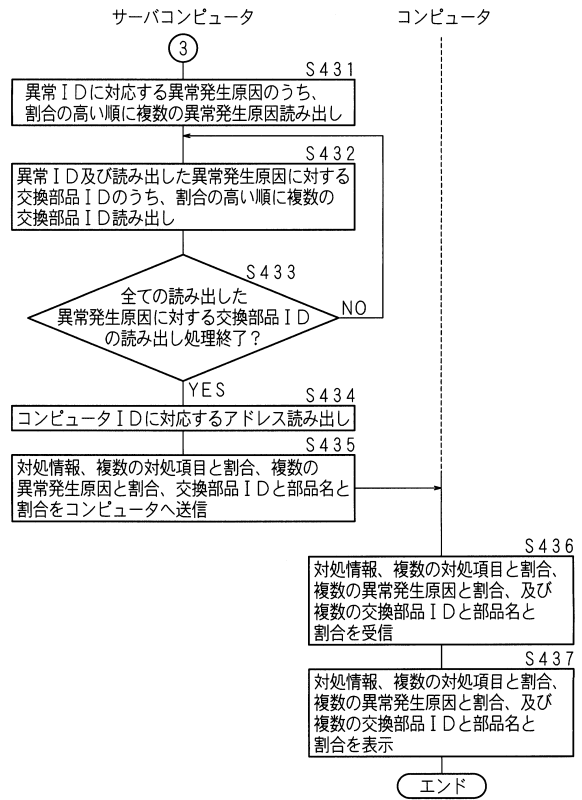 サーバコンピュータ
コンピュータ
3
S431
異常IDに対応する異常発生原因のうち、
割合の高い順に複数の異常発生原因読み出し
S432
異常ID及び読み出した異常発生原因に対する
交換部品IDのうち、割合の高い順に複数の
交換部品ID読み出し
S433
全ての読み出した
異常発生原因に対する交換部品ID
の読み出し処理終了？
NO
YES
S434
コンピュータIDに対応するアドレス読み出し
S435
対処情報、複数の対処項目と割合、複数の
異常発生原因と割合、交換部品IDと部品名と
割合をコンピュータへ送信
S436
対処情報、複数の対処項目と割合、
複数の異常発生原因と割合、及び
複数の交換部品IDと部品名と
割合を受信
S437
対処情報、複数の対処項目と割合、
複数の異常発生原因と割合、及び
複数の交換部品IDと部品名と
割合を表示
エンド